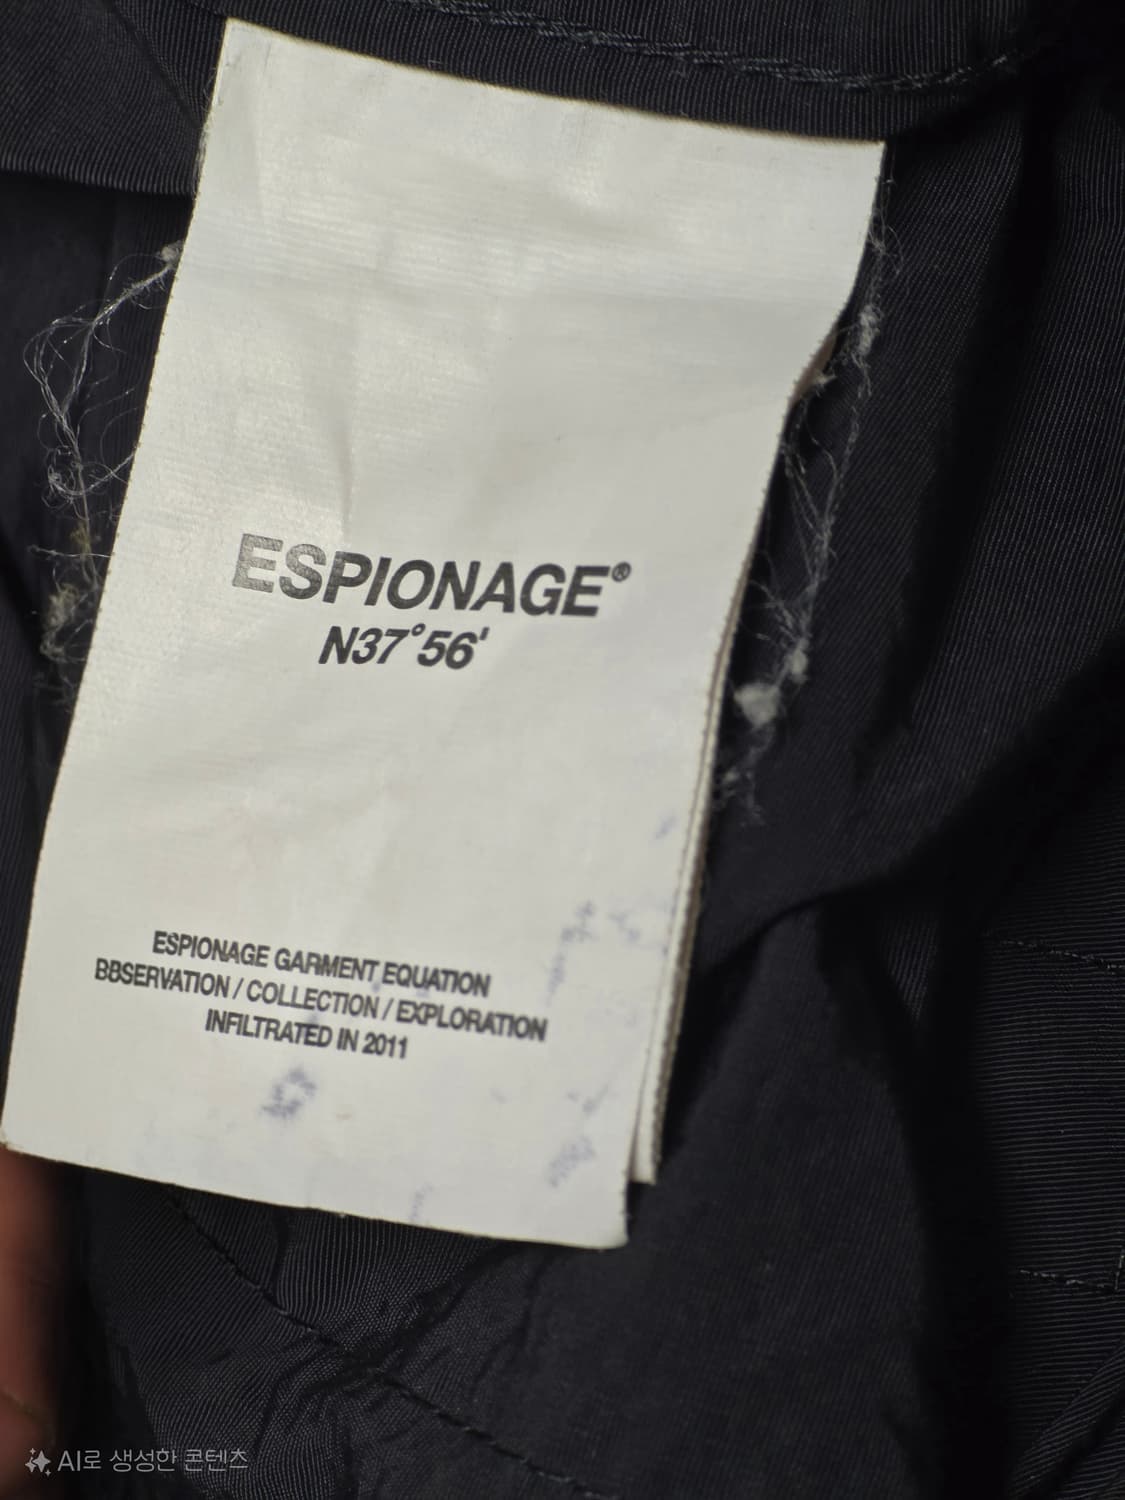 ESPIONAGE®
N37°56'
ESPIONAGE GARMENT EQUATION
BBSERVATION / COLLECTION / EXPLORATION
INFILTRATED IN 2011
AI로 생성한 콘텐츠